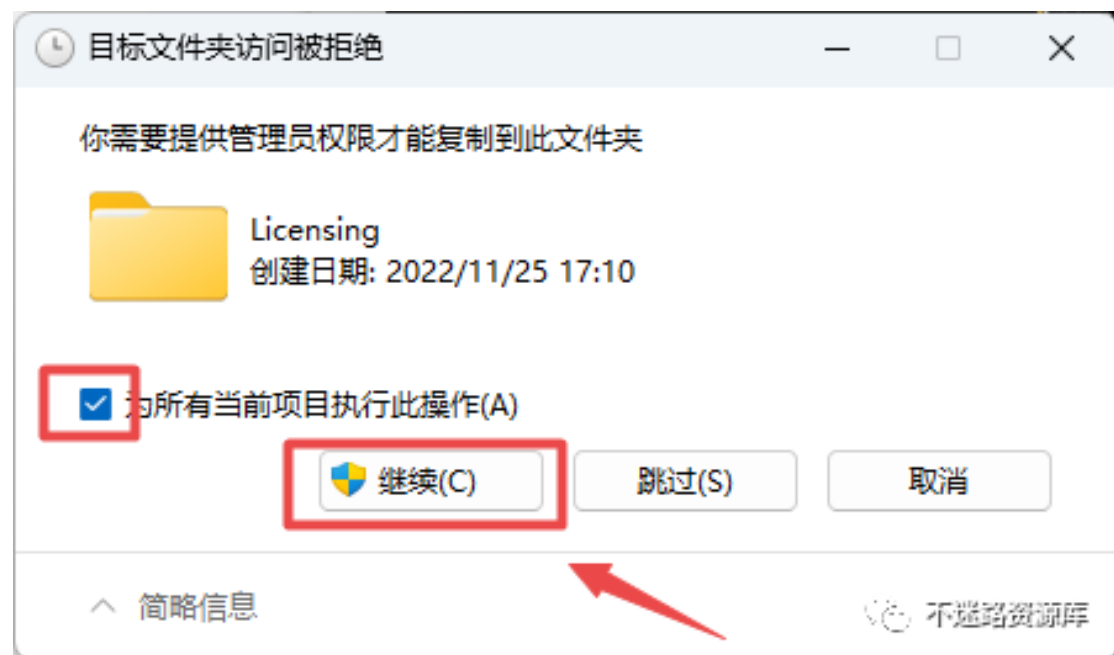 目标文件夹访问被拒绝
你需要提供管理员权限才能复制到此文件夹
Licensing
创建日期: 2022/11/25 17:10
为所有当前项目执行此操作(A)
继续(C)
跳过(S)
取消
简略信息
不迷路资源库